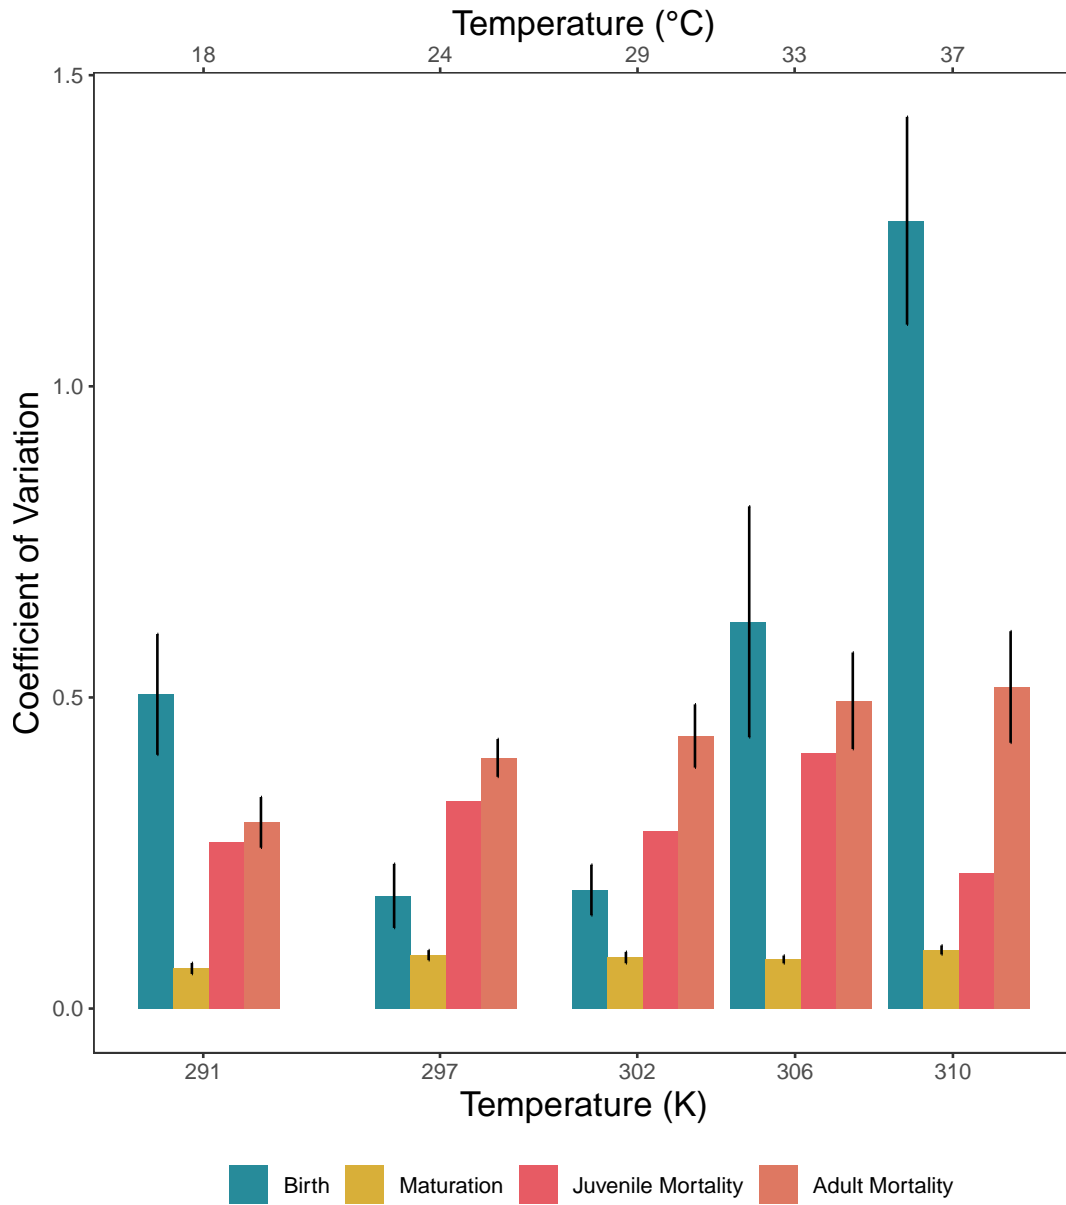 Temperature (°C)
18 24 29 33 37
1.5
1.0
0.5
0.0
Coefficient of Variation
291 297 302 306 310
Temperature (K)
Birth Maturation Juvenile Mortality Adult Mortality